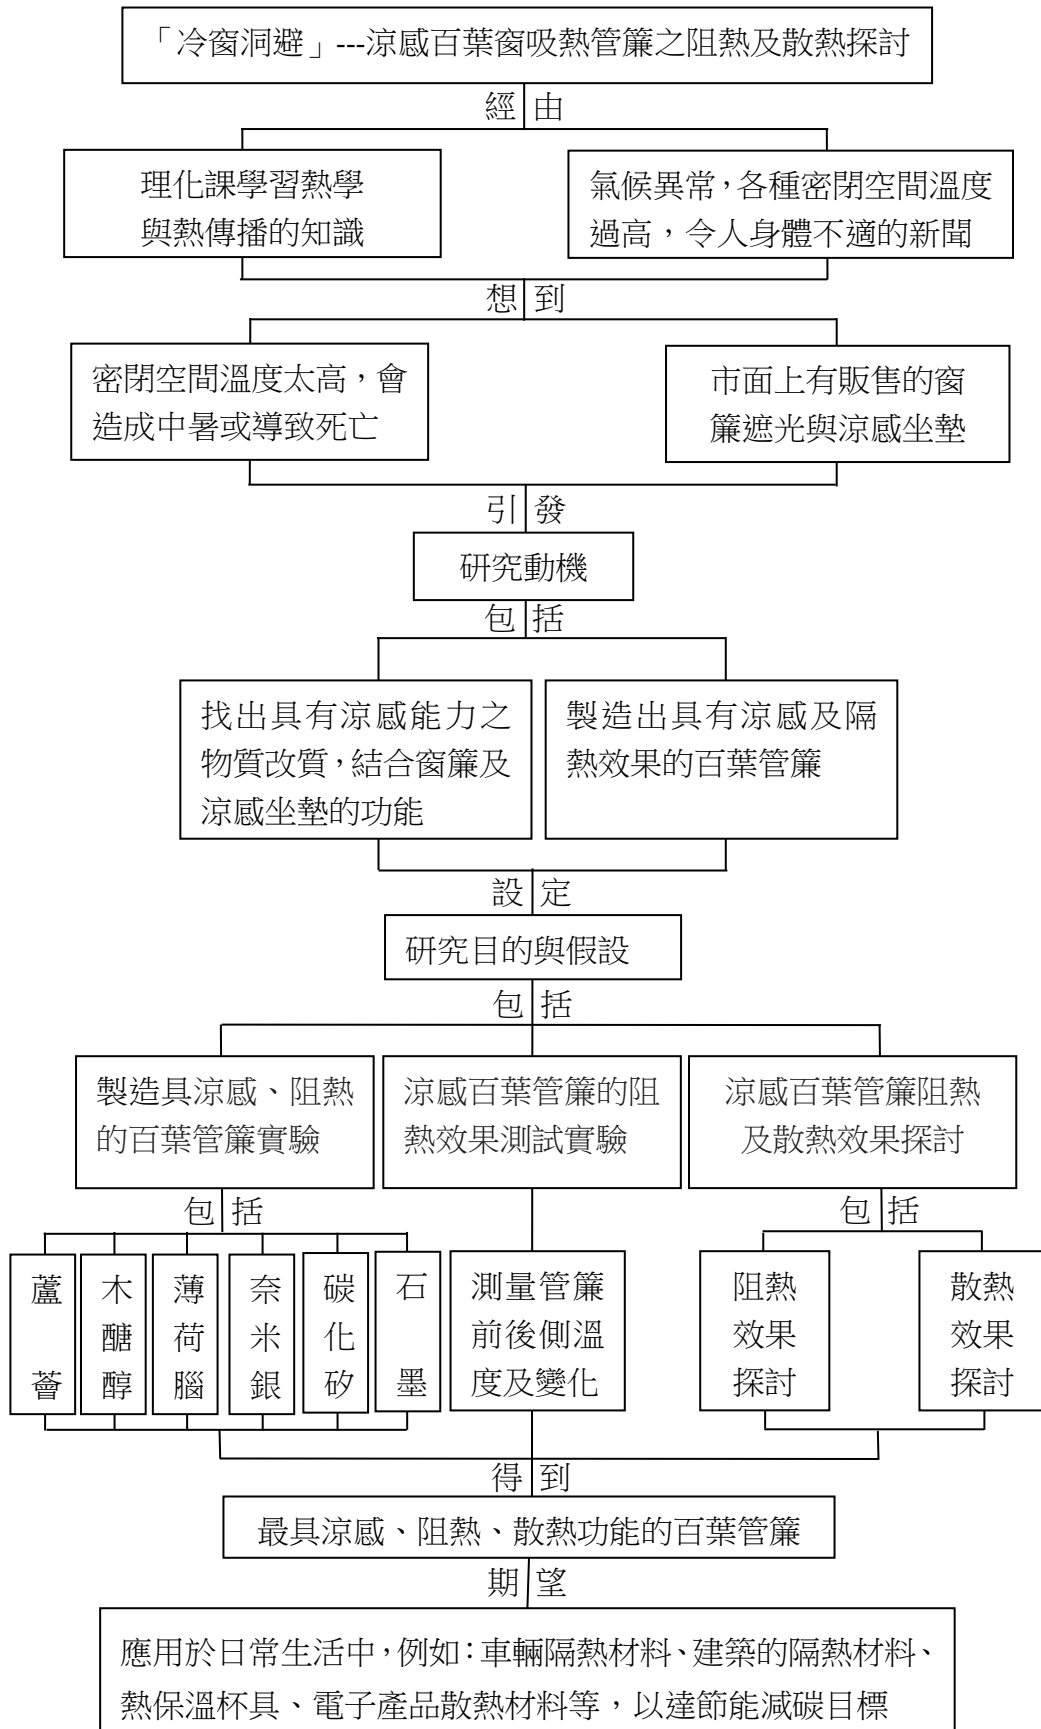 「冷窗洞避」---涼感百葉窗吸熱管簾之阻熱及散熱探討
經由
理化課學習熱學
與熱傳播的知識
氣候異常，各種密閉空間溫度
過高，令人身體不適的新聞
想到
密閉空間溫度太高，會
造成中暑或導致死亡
市面上有販售的窗
簾遮光與涼感坐墊
引發
研究動機
包括
找出具有涼感能力之
物質改質，結合窗簾及
涼感坐墊的功能
製造出具有涼感及隔
熱效果的百葉管簾
設定
研究目的與假設
包括
製造具涼感、阻熱
的百葉管簾實驗
涼感百葉管簾的阻
熱效果測試實驗
涼感百葉管簾阻熱
及散熱效果探討
包括
包括
蘆薈
木醣醇
薄荷腦
奈米銀
碳化矽
石墨
測量管簾
前後側溫
度及變化
阻熱
效果
探討
散熱
效果
探討
得到
最具涼感、阻熱、散熱功能的百葉管簾
期望
應用於日常生活中，例如：車輛隔熱材料、建築的隔熱材料、
熱保溫杯具、電子產品散熱材料等，以達節能減碳目標